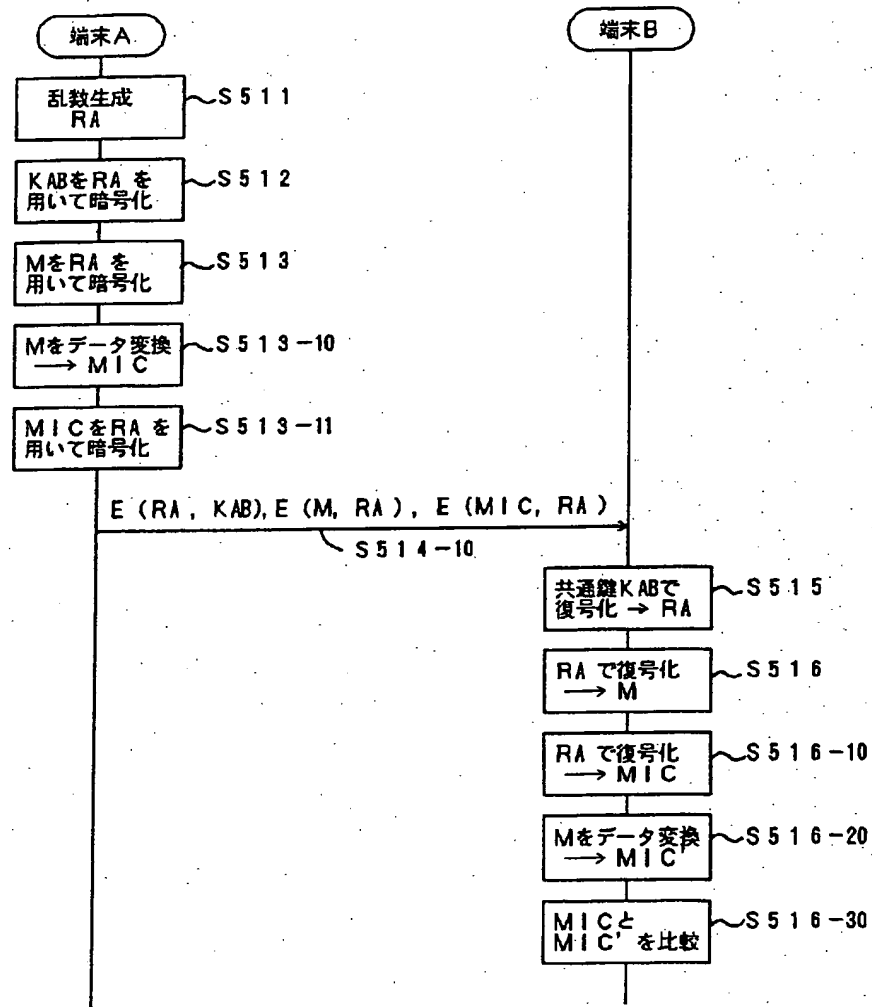 端末A
端末B
乱数生成
RA
S511
KABをRA を
用いて暗号化
S512
MをRA を
用いて暗号化
S513
Mをデータ変換
→ MIC
S513-10
MICをRA を
用いて暗号化
S513-11
E (RA, KAB), E (M, RA), E (MIC, RA)
S514-10
共通鍵KABで
復号化 → RA
S515
RA で復号化
→ M
S516
RA で復号化
→ MIC
S516-10
Mをデータ変換
→ MIC'
S516-20
MICと
MIC' を比較
S516-30